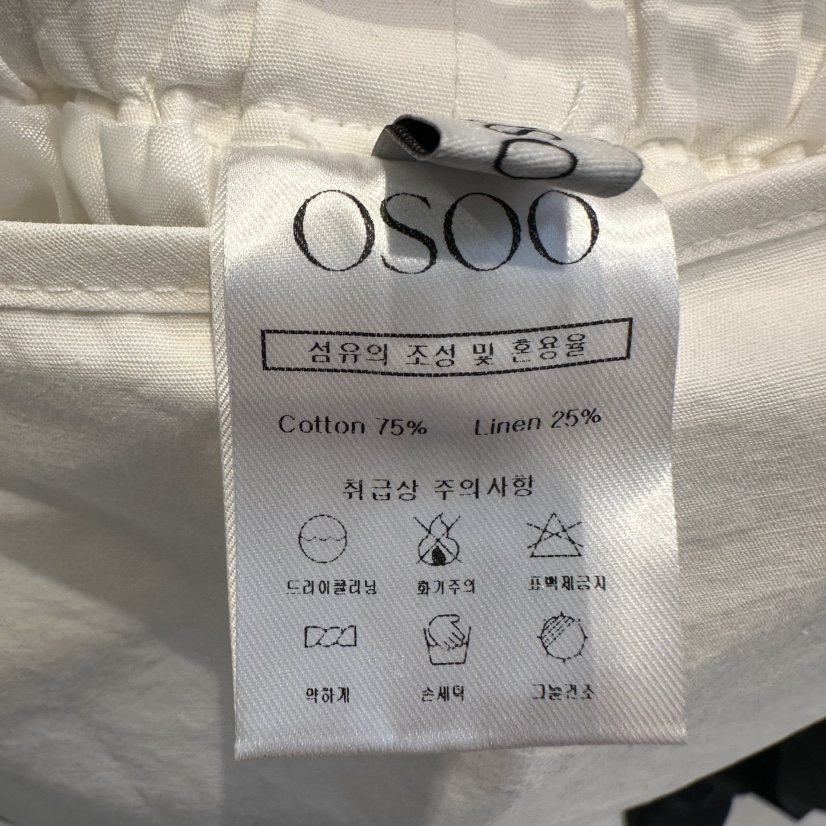 OSOO
섬유의 조성 및 혼용율
Cotton 75% Linen 25%
취급상 주의사항
드라이클리닝 화기주의 표백제금지
약하게 손세탁 그늘건조